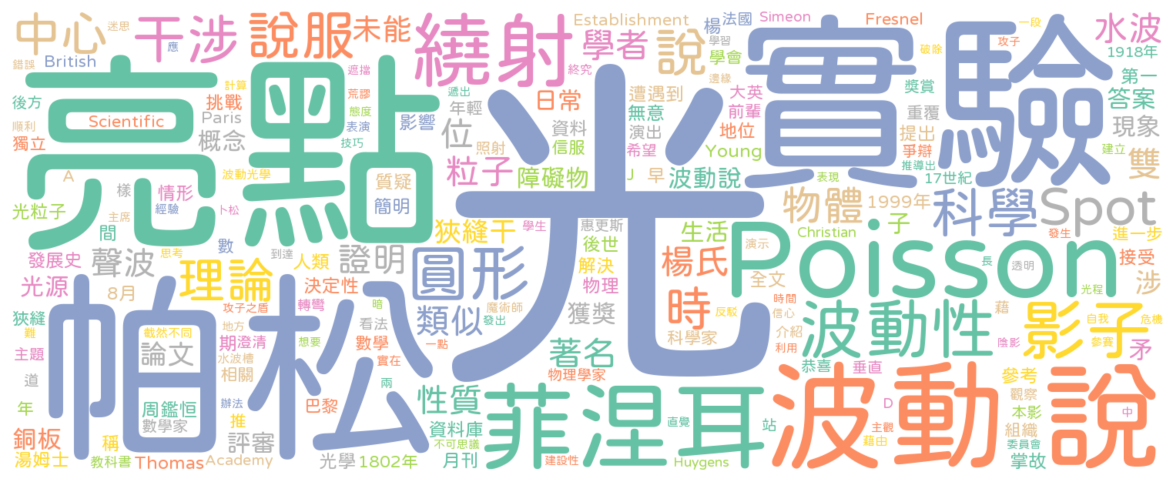 中心
迷思
應
干涉
說服
未能
繞射
Establishment
學者
楊
法國
說
學會
Simeon
學習
Fresnel
一段
破除
攻子
水波
1918年
錯誤
British
亮點
計算
遮擋
荒謬
終究
遞出
年輕
日常
遭遇到
大英
邊緣
獎賞
實驗
第一
答案
後方
順利
獨立
Scientific
挑戰
Paris
概念
態度
表演
技巧
影響
位
資料
信服
照射
無意
演出
希望
前輩
地位
重覆
提出
爭辯
建立
現象
A
光粒子
主席
樣
情形
經驗
波動光學
卜松
質疑
簡明
粒子
障礙物
J
早
波動說
Young
表現
推導出
17世紀
雙
間
數
學生
光
惠更斯
後世
解決
生活
物理
演示
物體
Christian
1999年
子
科學
Spot
發生
進一步
接受
發展史
聲波
思考
到達
理論
人類
證明
圓形
狹縫干
楊氏
全文
Poisson
長
透明
光程
涉
光源
8月
決定性
攻子之盾
轉彎
暗
魔術師
發出
類似
獲獎
科學家
時
反駁
時間
信心
介紹
藉
自我
危機
狹縫
難
截然不同
地方
水波槽
期
澄清
看法
數學
想要
實在
一點
物理學家
著名
利用
波動性
陰影
參賽
影子
矛
主題
論文
相關
帕松
兩
性質
菲涅耳
恭喜
垂直
參考
觀察
道
年
周鑑恒
數學家
辦法
推
巴黎
直覺
站
D
主觀
藉由
波動說
本影
組織
中
銅板
稱
評審
資料庫
不可思議
委員會
湯姆士
教科書
Thomas
Academy
光學
1802年
月刊
建設性
Huygens
掌故